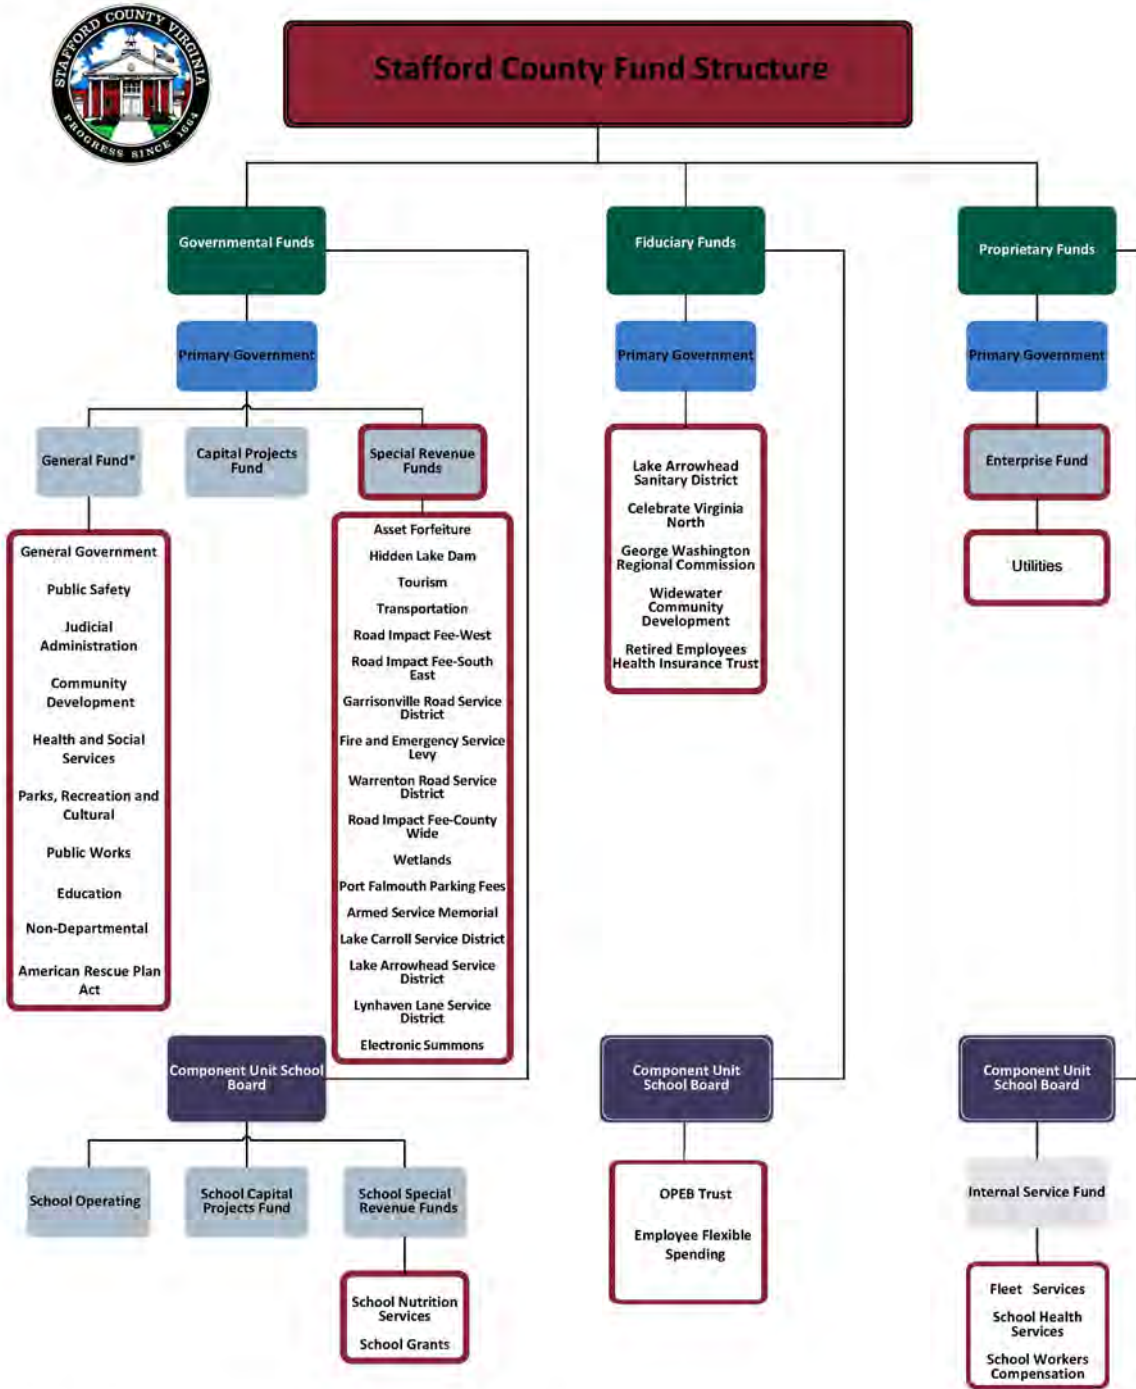 STAFFORD COUNTY VIRGINIA
PROGRESS SINCE 1664
Stafford County Fund Structure
Governmental Funds
Fiduciary Funds
Proprietary Funds
Primary Government
Primary Government
Primary Government
General Fund*
Capital Projects
Fund
Special Revenue
Funds
General Government
Public Safety
Judicial
Administration
Community
Development
Health and Social
Services
Parks, Recreation and
Cultural
Public Works
Education
Non-Departmental
American Rescue Plan
Act
Asset Forfeiture
Hidden Lake Dam
Tourism
Transportation
Road Impact Fee-West
Road Impact Fee-South
East
Garrisonville Road Service
District
Fire and Emergency Service
Levy
Warrenton Road Service
District
Road Impact Fee-County
Wide
Wetlands
Port Falmouth Parking Fees
Armed Service Memorial
Lake Carroll Service District
Lake Arrowhead Service
District
Lynhaven Lane Service
District
Electronic Summons
Lake Arrowhead
Sanitary District
Celebrate Virginia
North
George Washington
Regional Commission
Widewater
Community
Development
Retired Employees
Health Insurance Trust
Enterprise Fund
Utilities
Component Unit School
Board
School Operating
School Capital
Projects Fund
School Special
Revenue Funds
School Nutrition
Services
School Grants
Component Unit
School Board
OPEB Trust
Employee Flexible
Spending
Component Unit
School Board
Internal Service Fund
Fleet Services
School Health
Services
School Workers
Compensation